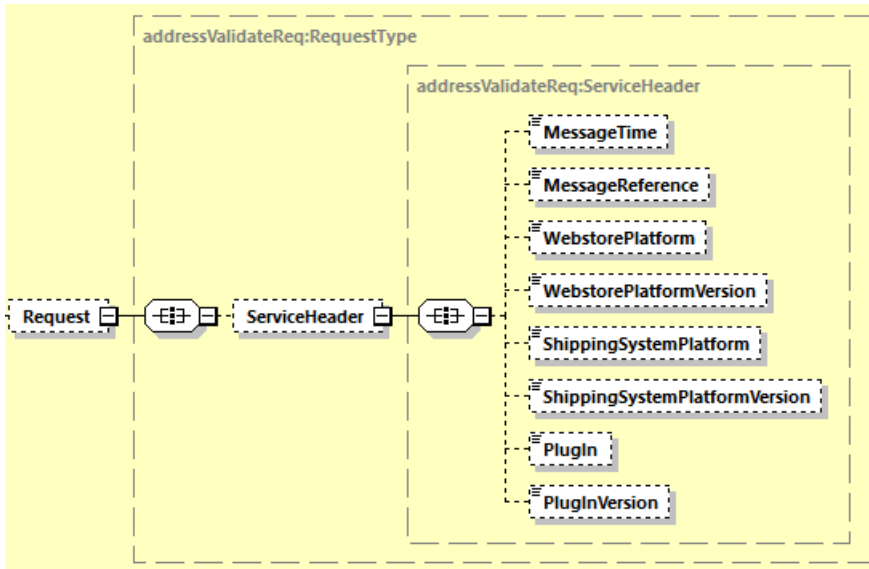 addressValidateReq:RequestType
addressValidateReq:ServiceHeader
MessageTime
MessageReference
WebstorePlatform
WebstorePlatformVersion
Request
ServiceHeader
ShippingSystemPlatform
ShippingSystemPlatformVersion
PlugIn
PlugInVersion